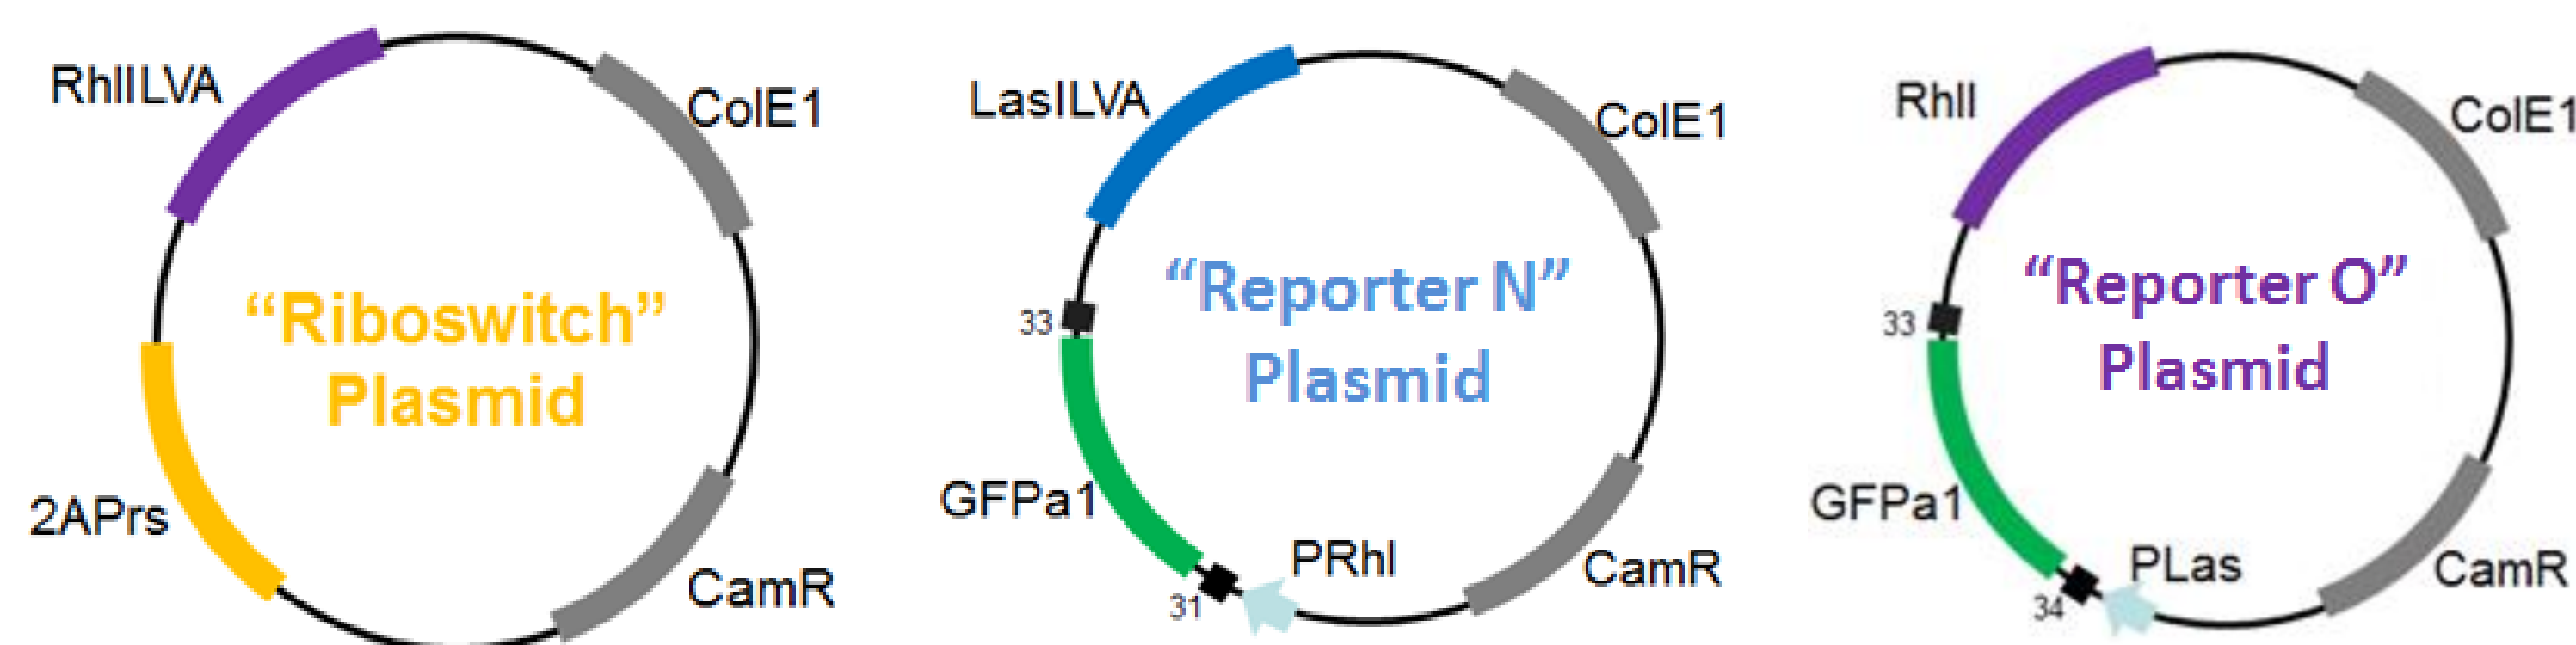 RhlILVA
ColE1
“Riboswitch”
Plasmid
2APrs
CamR
LasILVA
ColE1
33
“Reporter N”
Plasmid
GFPa1
PRhl
31
CamR
RhlI
ColE1
33
“Reporter O”
Plasmid
GFPa1
PLas
34
CamR